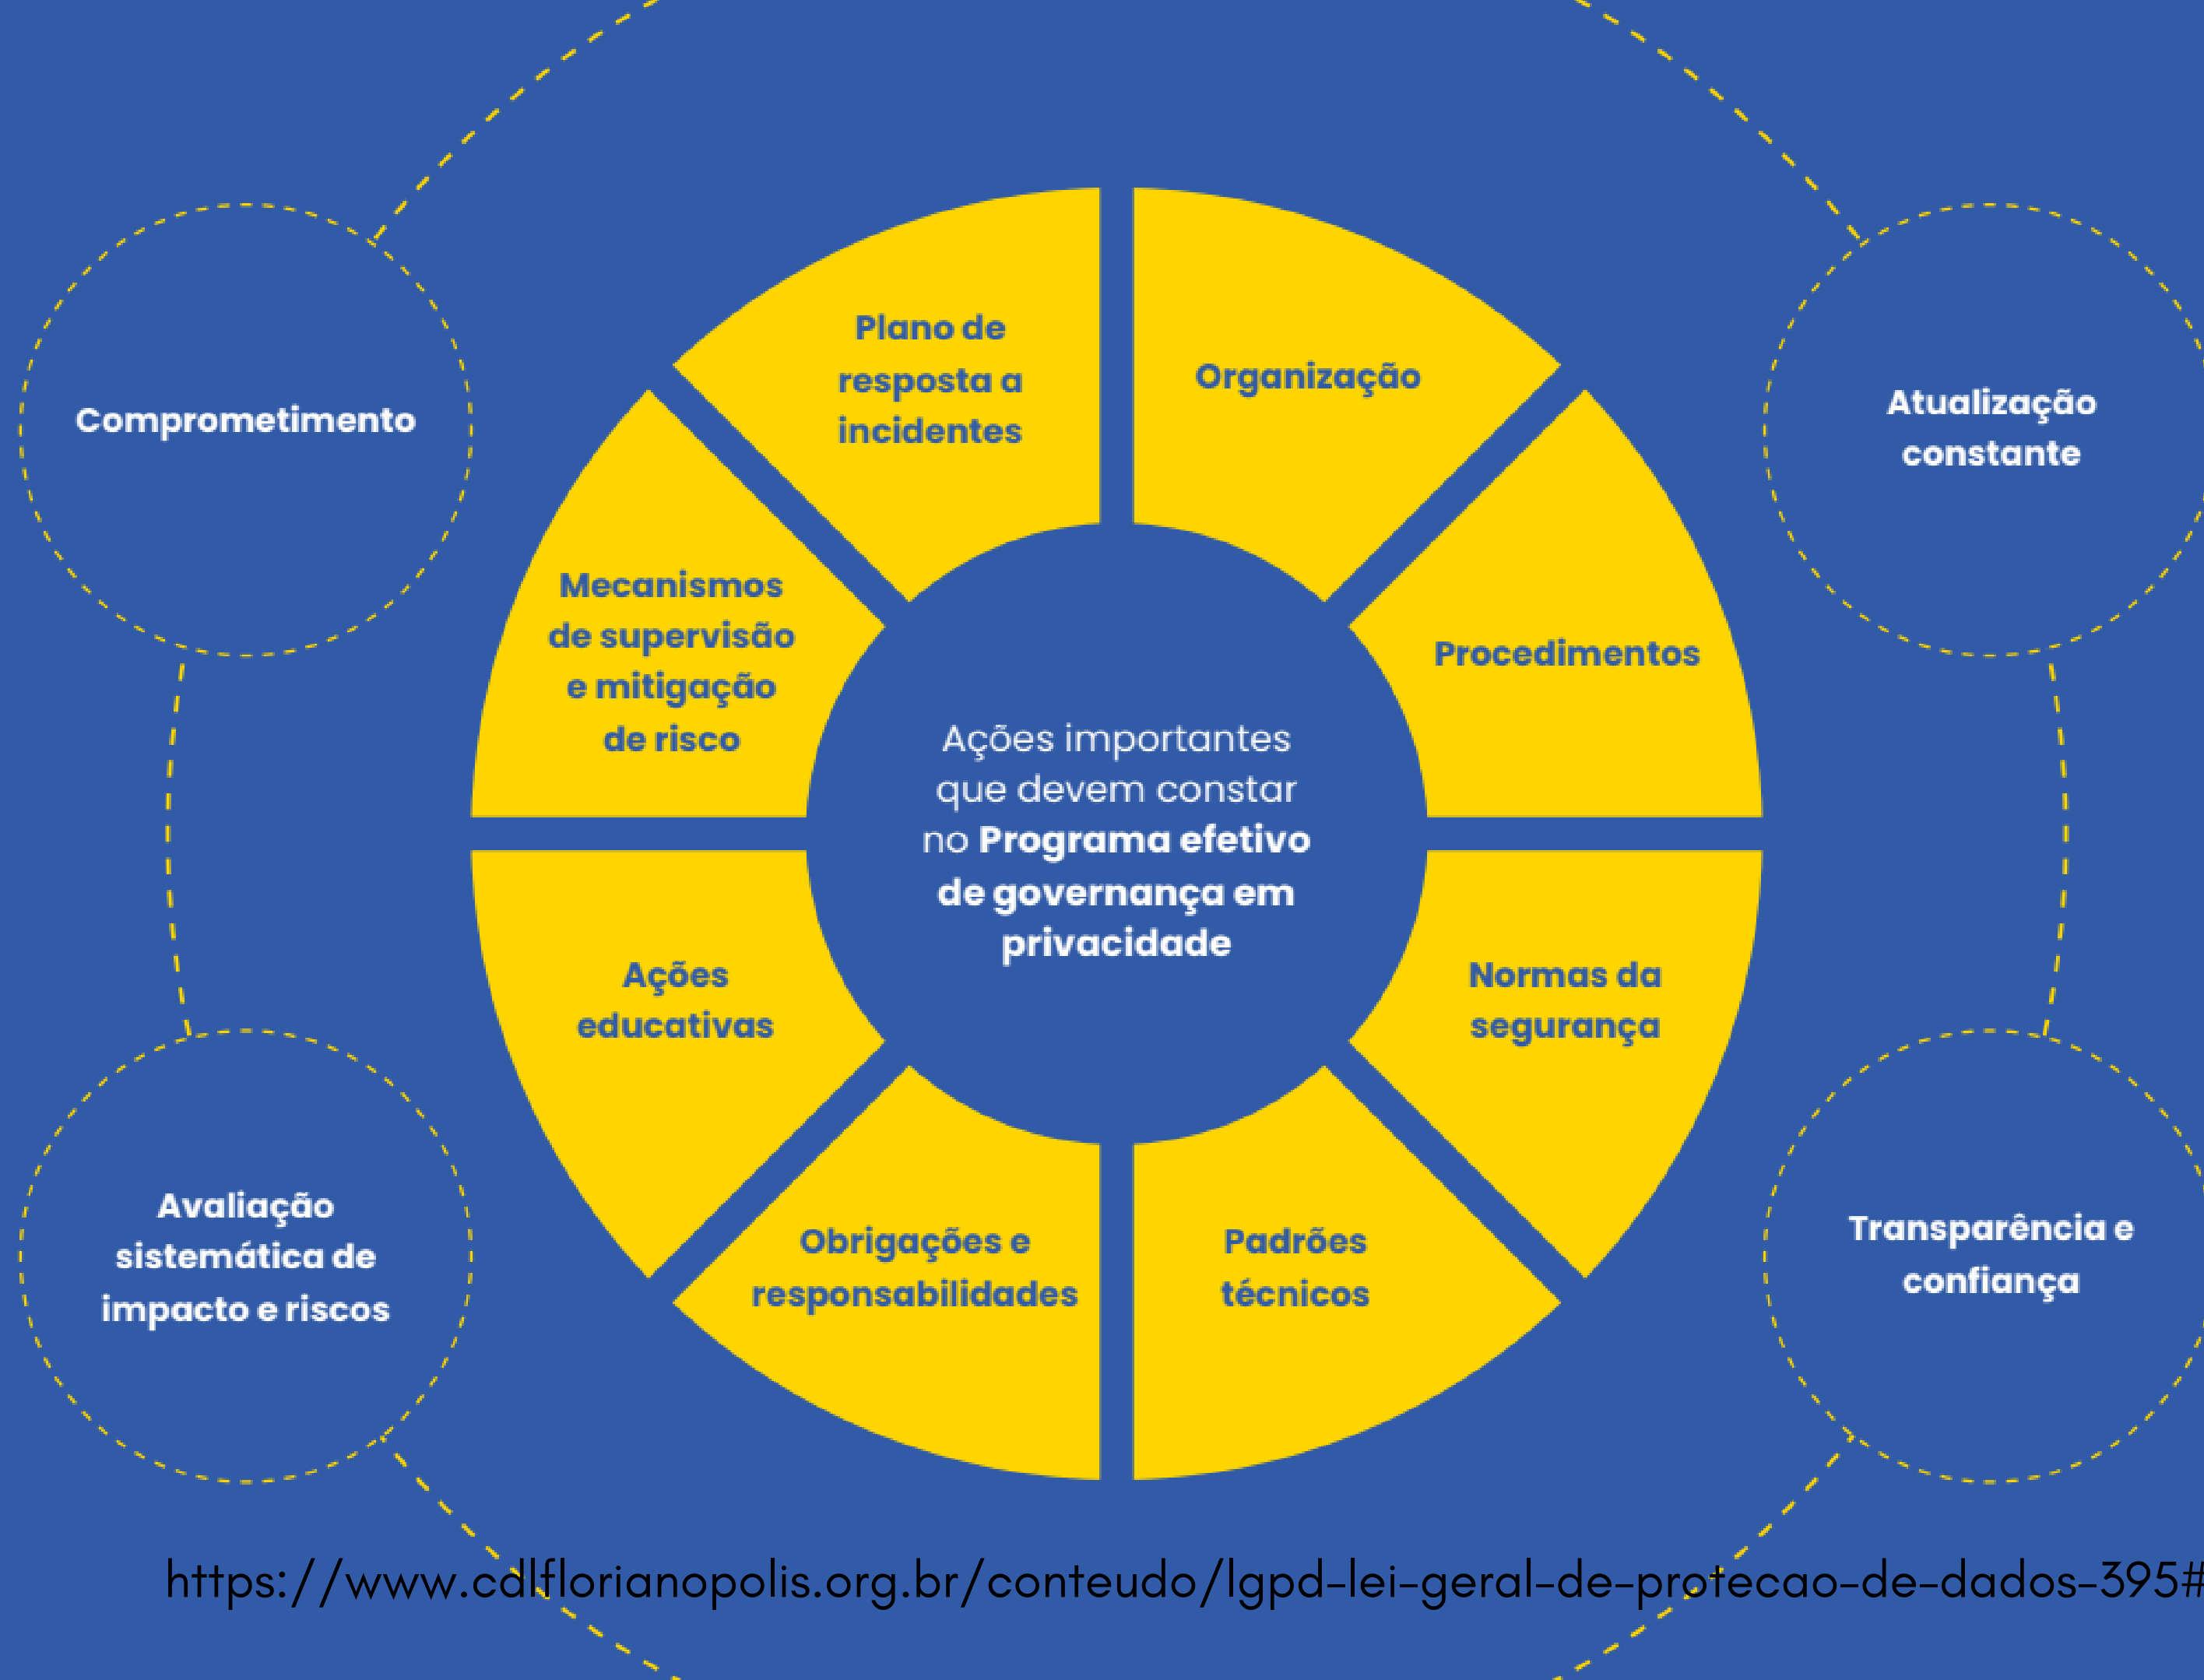 Comprometimento
Plano de
resposta a
incidentes
Organização
Atualização
constante
Mecanismos
de supervisão
e mitigação
de risco
Procedimentos
Ações importantes
que devem constar
no Programa efetivo
de governança em
privacidade
Ações
educativas
Normas da
segurança
Avaliação
sistemática de
impacto e riscos
Obrigações e
responsabilidades
Padrões
técnicos
Transparência e
confiança
https://www.cdlflorianopolis.org.br/conteudo/lgpd-lei-geral-de-protecao-de-dados-395#